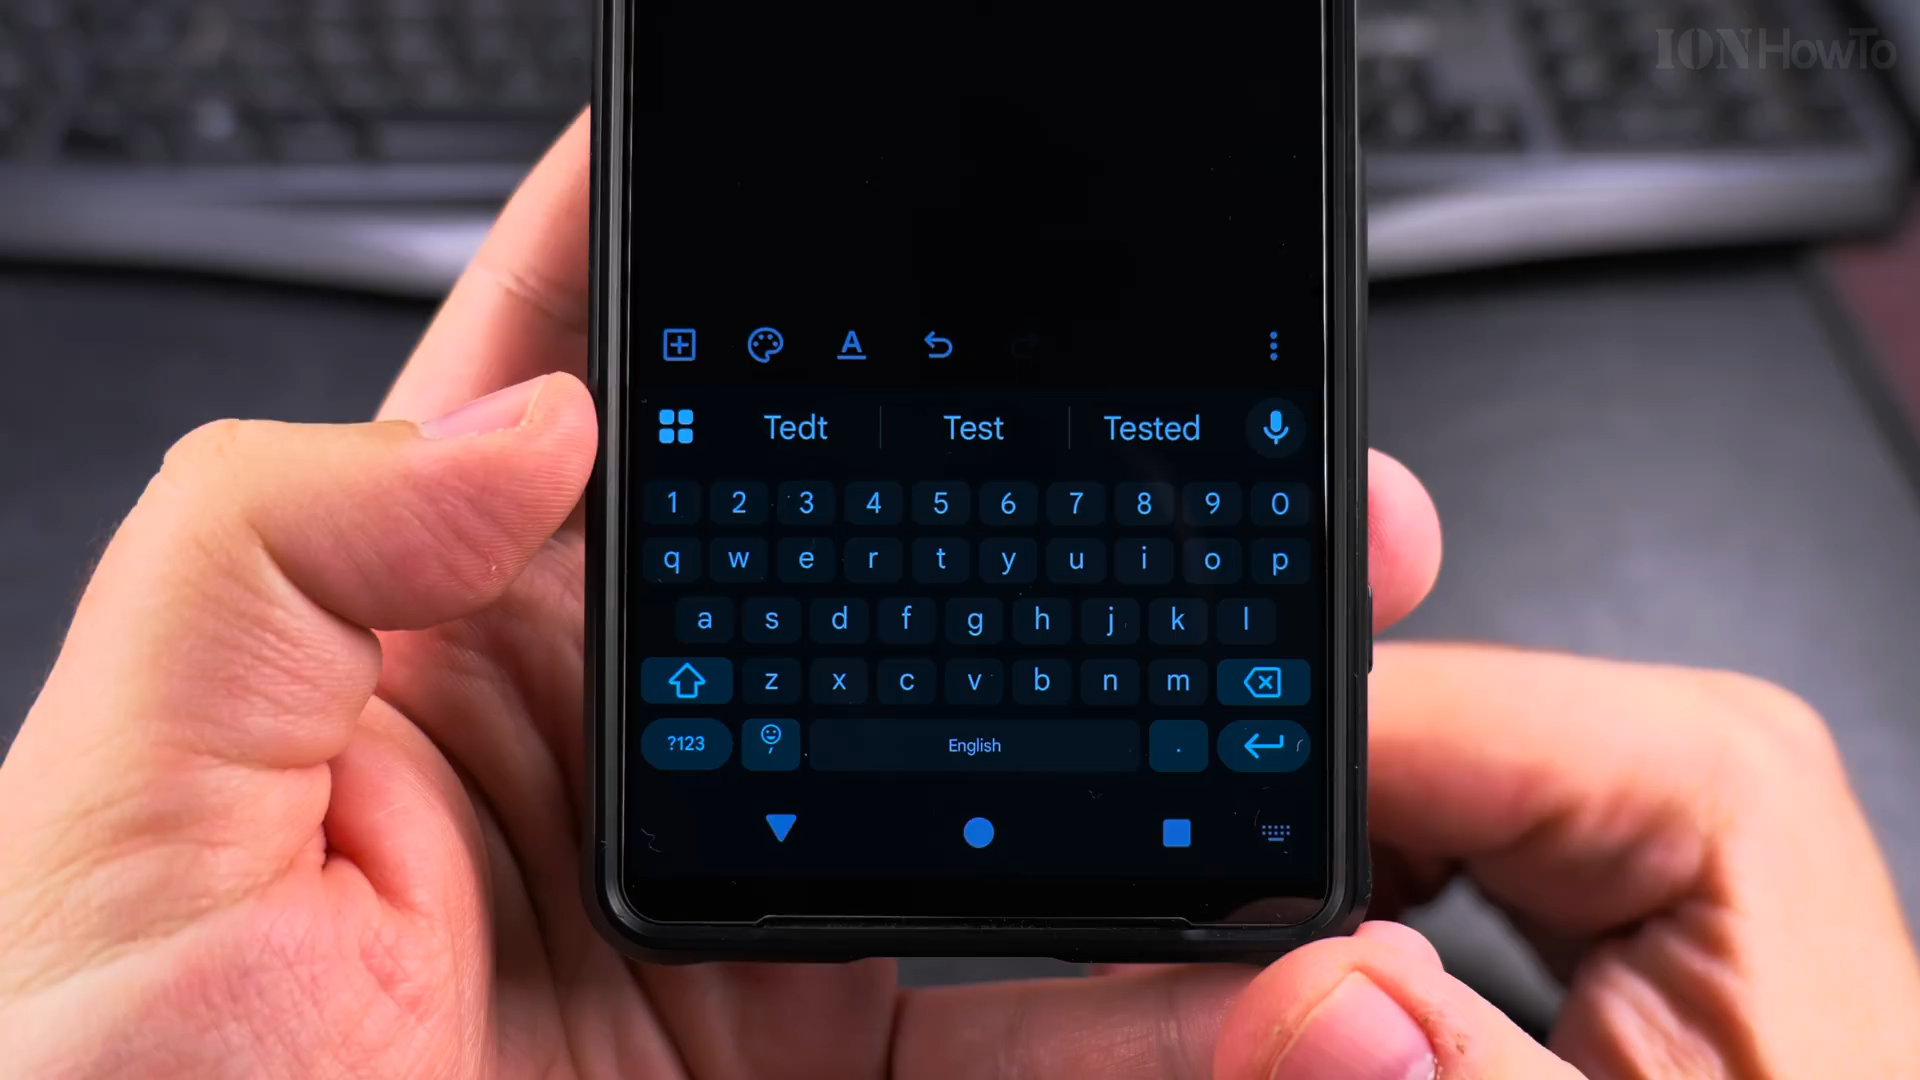 IONHowTo
A
Tedt Test Tested
1 2 3 4 5 6 7 8 9 0
q w e r t y u i o p
a s d f g h j k l
z x c v b n m
?123 , English .